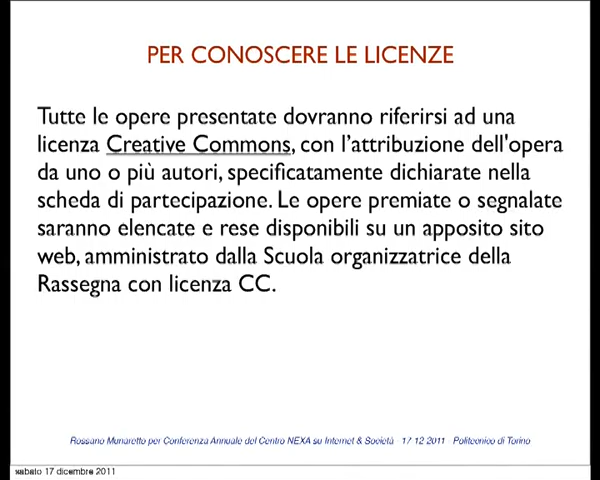 PER CONOSCERE LE LICENZE
Tutte le opere presentate dovranno riferirsi ad una
licenza Creative Commons, con l'attribuzione dell'opera
da uno o più autori, specificatamente dichiarate nella
scheda di partecipazione. Le opere premiate o segnalate
saranno elencate e rese disponibili su un apposito sito
web, amministrato dalla Scuola organizzatrice della
Rassegna con licenza CC.
Rossano Munaretto per Conferenza Annuale del Centro NEXA su Internet & Società - 17 12 2011 - Politecnico di Torino
sabato 17 dicembre 2011